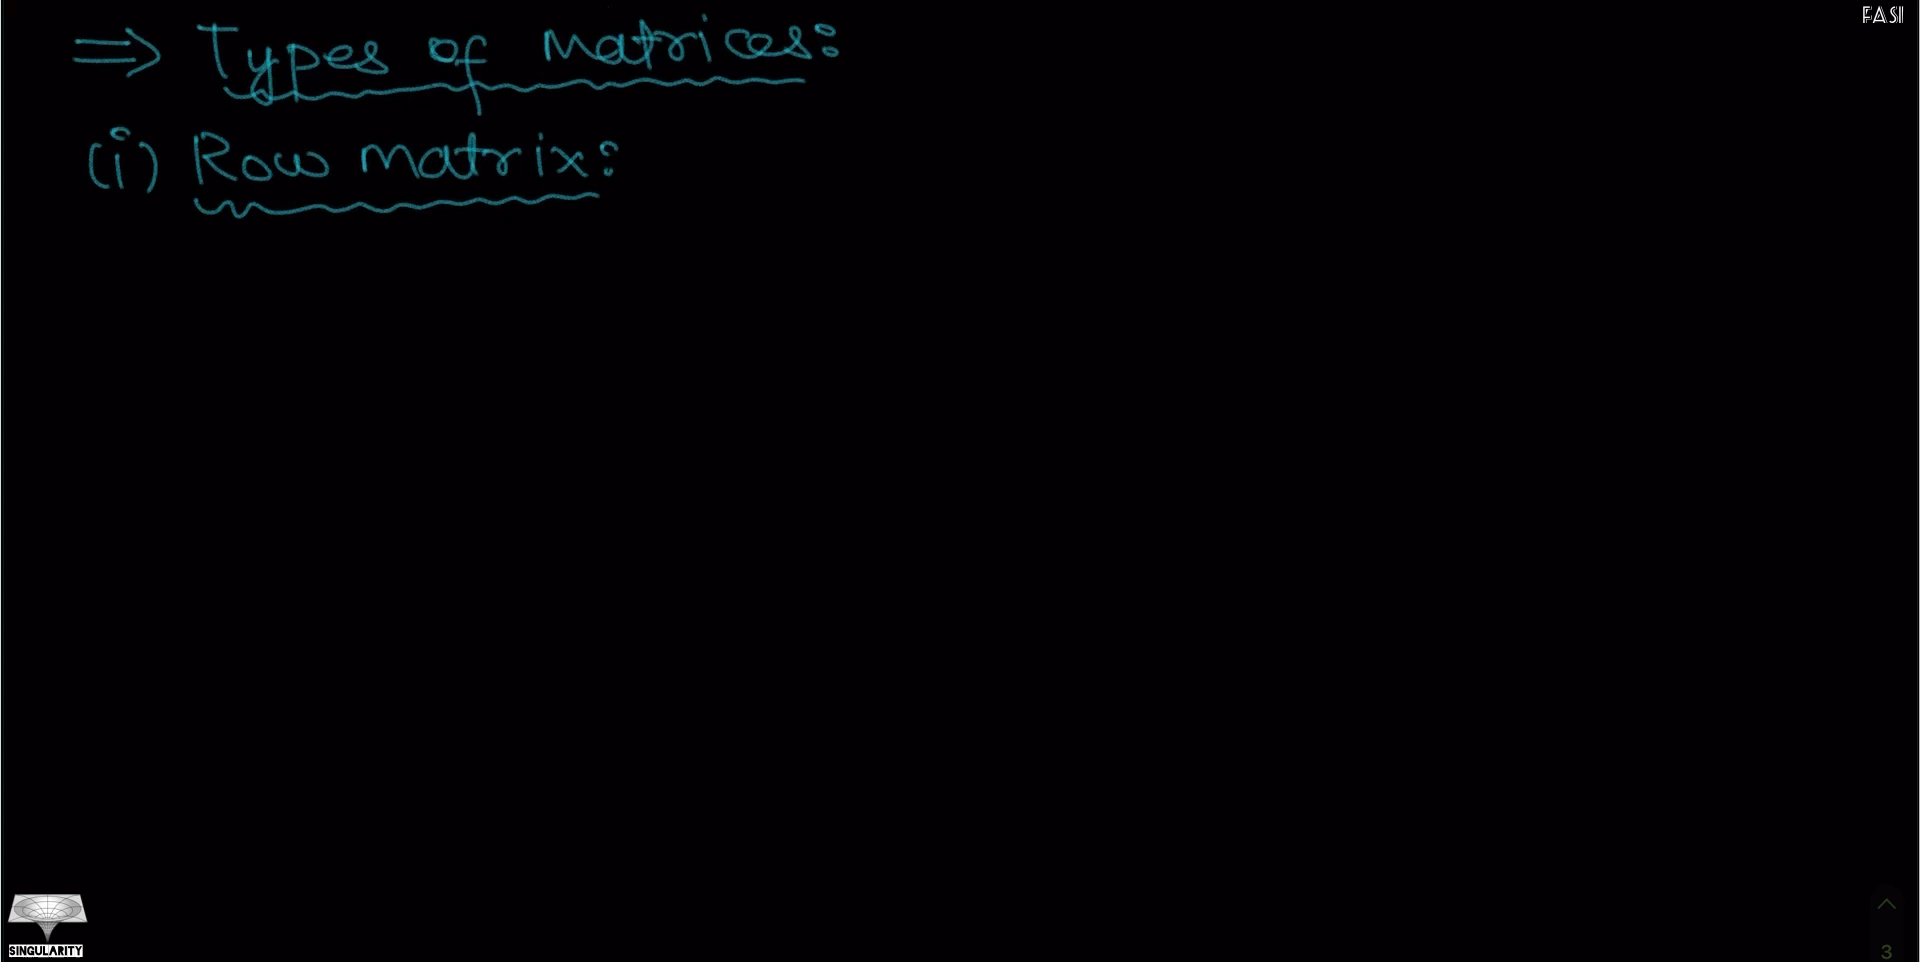 FASI
⇒ Types of Matrices:
(i) Row matrix:
SINGULARITY
3